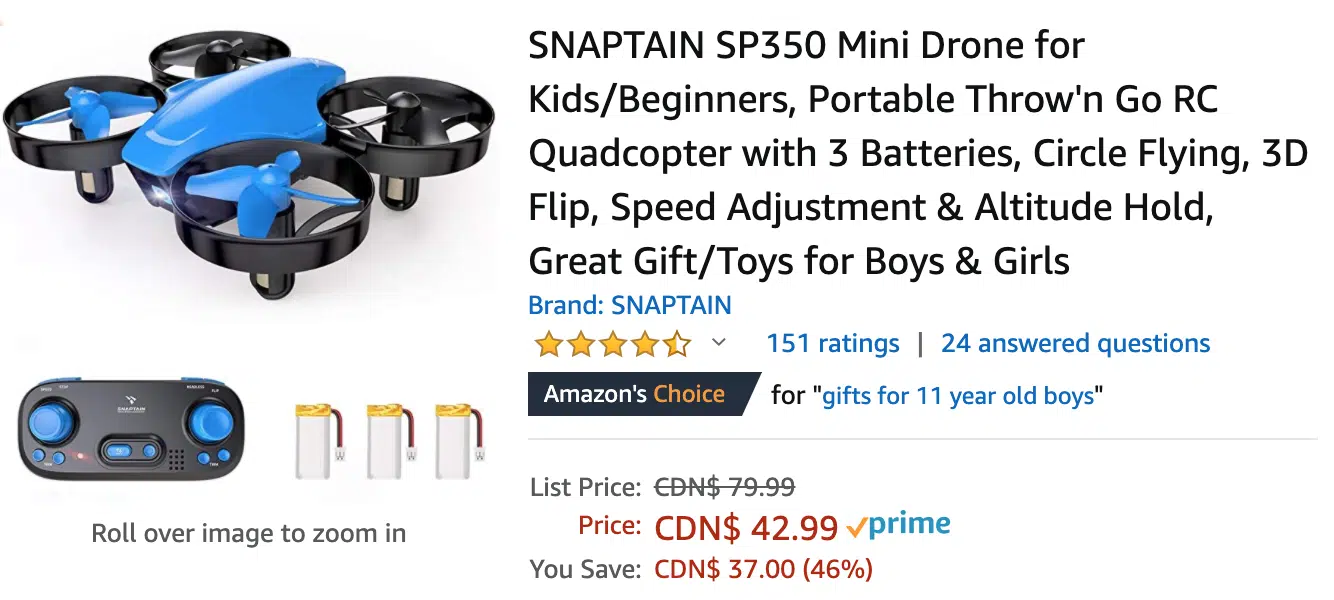 SNAPTAIN SP350 Mini Drone for
Kids/Beginners, Portable Throw'n Go RC
Quadcopter with 3 Batteries, Circle Flying, 3D
Flip, Speed Adjustment & Altitude Hold,
Great Gift/Toys for Boys & Girls
Brand: SNAPTAIN
151 ratings | 24 answered questions
Amazon's Choice for "gifts for 11 year old boys"
List Price: CDN$ 79.99
Price: CDN$ 42.99 prime
You Save: CDN$ 37.00 (46%)
SNAPTAIN
Roll over image to zoom in